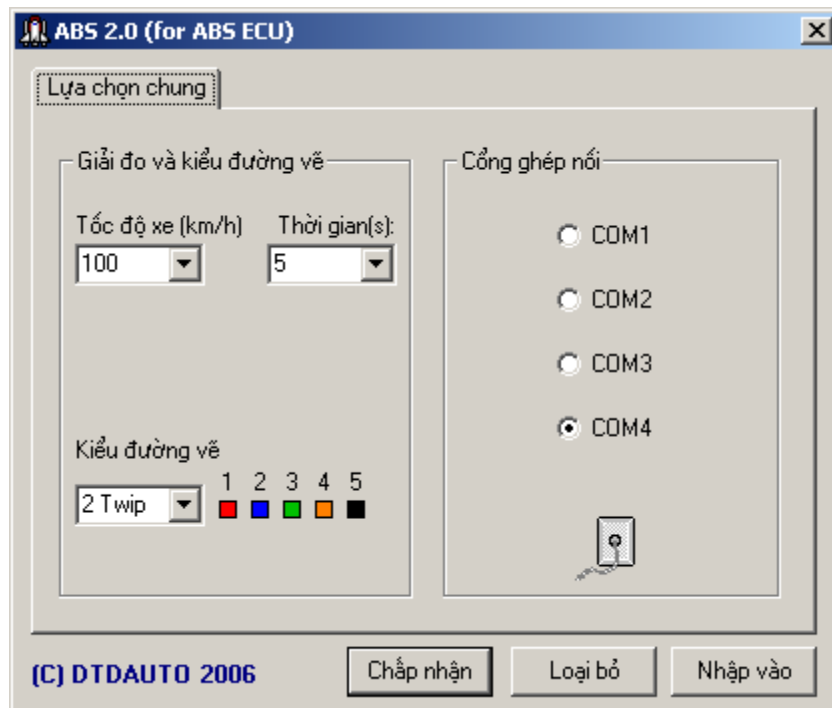 ABS 2.0 (for ABS ECU)
Lựa chọn chung
Giải đo và kiểu đường vẽ
Tốc độ xe (km/h) Thời gian(s):
100 5
Kiểu đường vẽ
2 Twip 1 2 3 4 5
Cổng ghép nối
COM1
COM2
COM3
COM4
(C) DTDAUTO 2006 Chấp nhận Loại bỏ Nhập vào